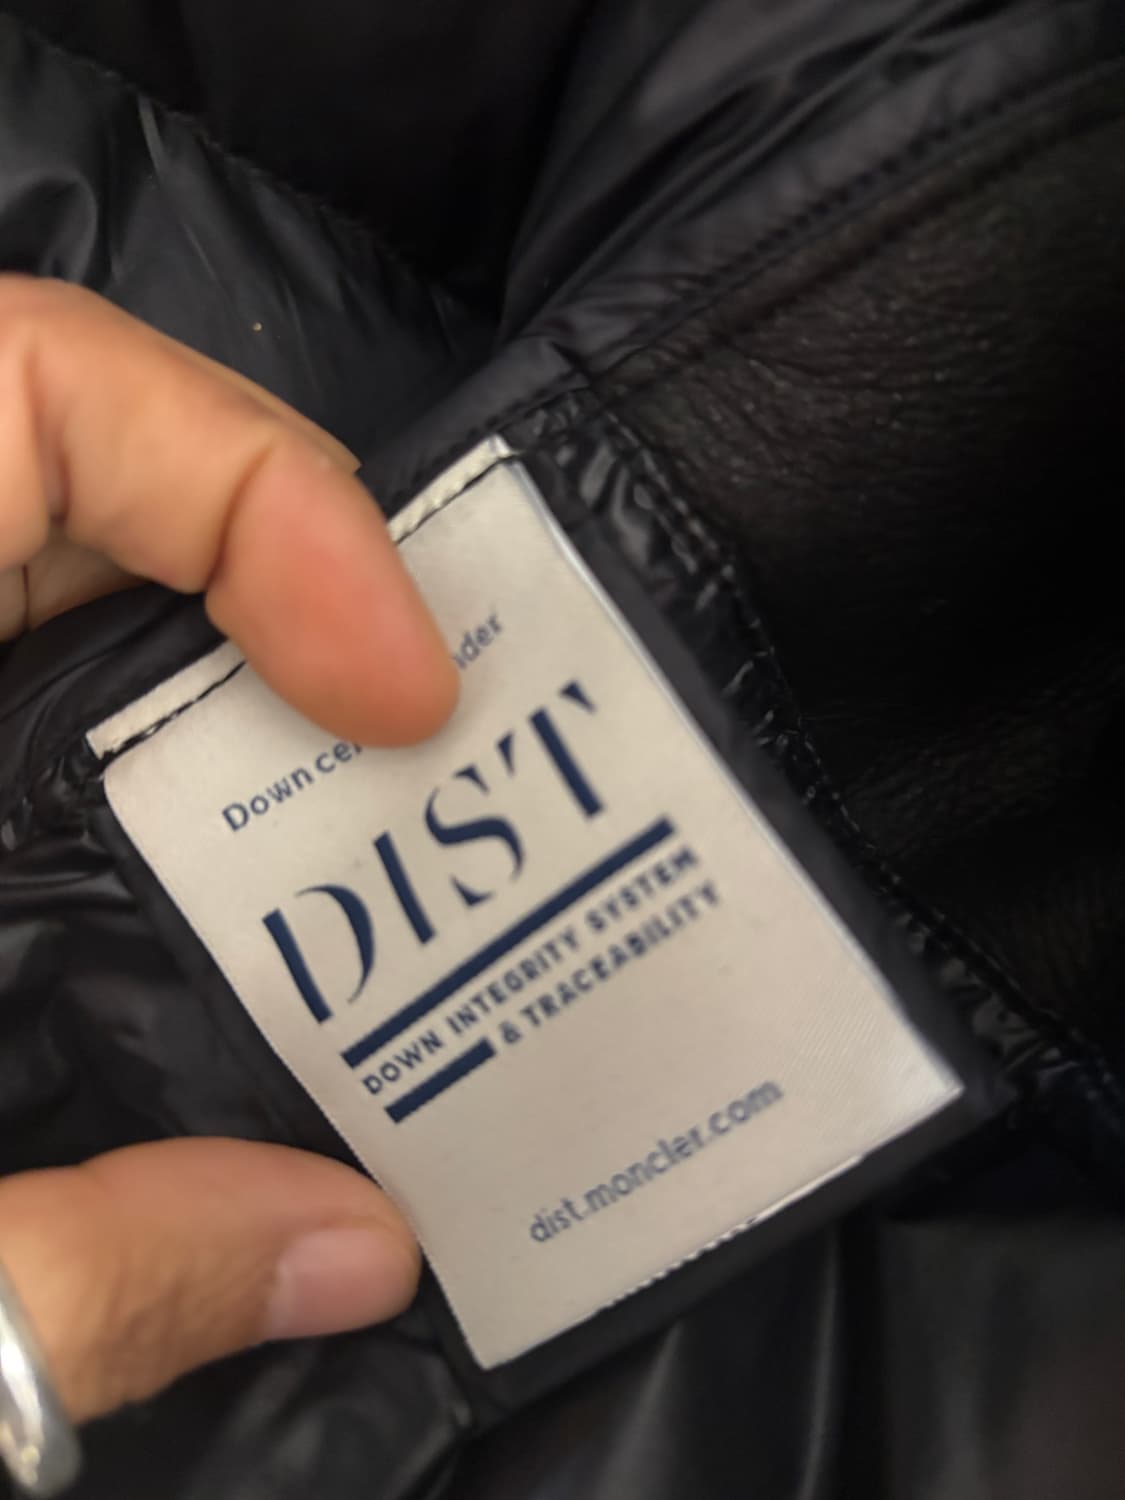 Down
DIST
DOWN INTEGRITY SYSTEM
& TRACEABILITY
dist.moncler.com